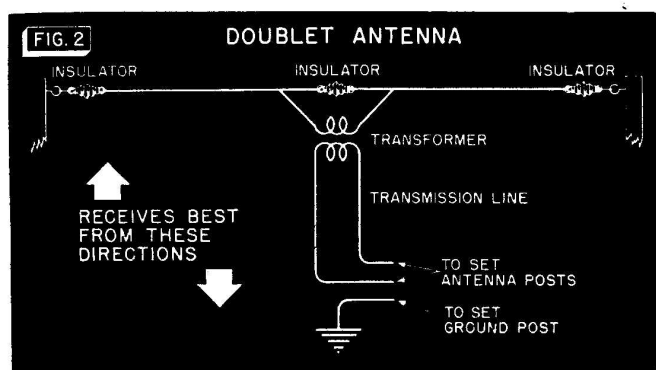 FIG. 2
DOUBLET ANTENNA
INSULATOR
INSULATOR
INSULATOR
TRANSFORMER
TRANSMISSION LINE
RECEIVES BEST
FROM THESE
DIRECTIONS
TO SET
ANTENNA POSTS
TO SET
GROUND POST